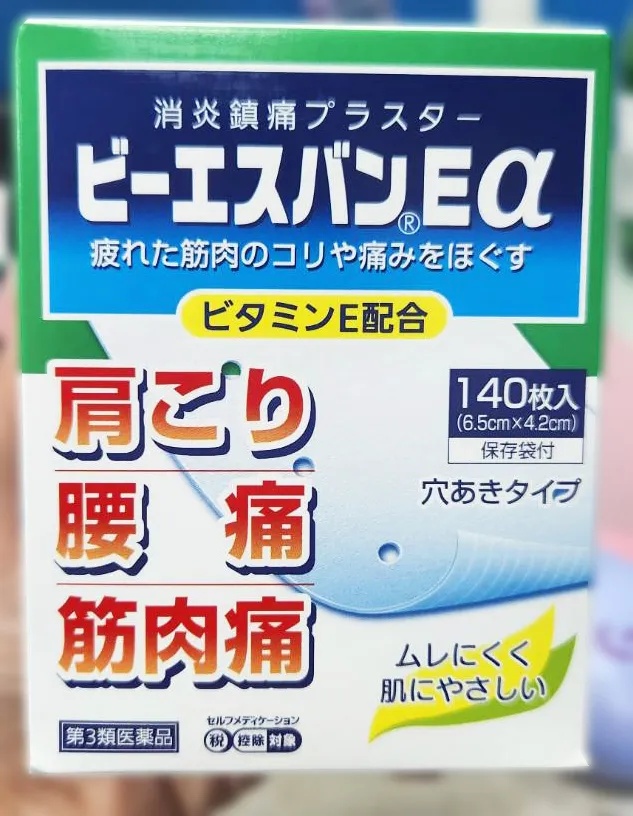 消炎鎮痛プラスター
ビーエスバン®Eα
疲れた筋肉のコリや痛みをほぐす
ビタミンE配合
肩こり
腰痛
筋肉痛
140枚入
(6.5cm×4.2cm)
保存袋付
穴あきタイプ
ムレにくく
肌にやさしい
第3類医薬品
セルフメディケーション
税 控除 対象